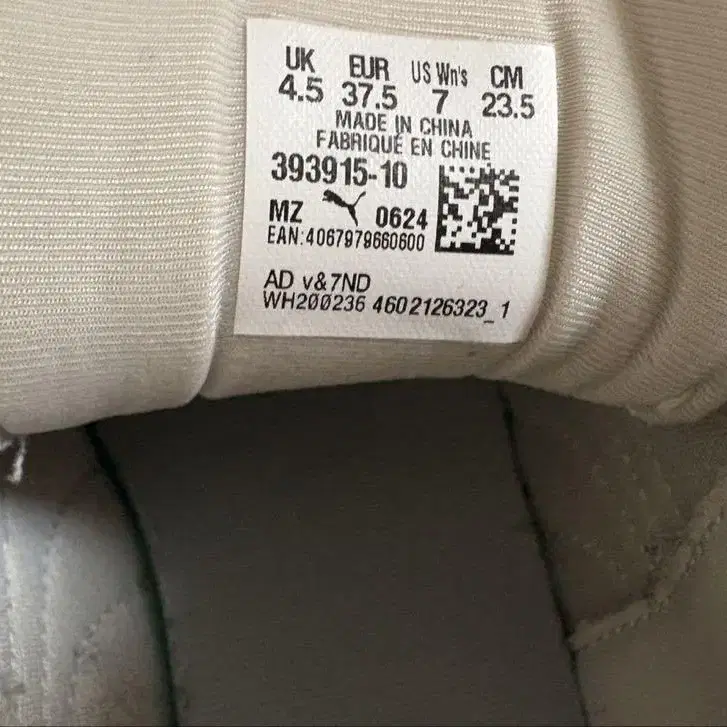 UK EUR US Wn's CM
4.5 37.5 7 23.5
MADE IN CHINA
FABRIQUÉ EN CHINE
393915-10
MZ 0624
EAN:4067979660600
AD v&7ND
WH200236 4602126323_1